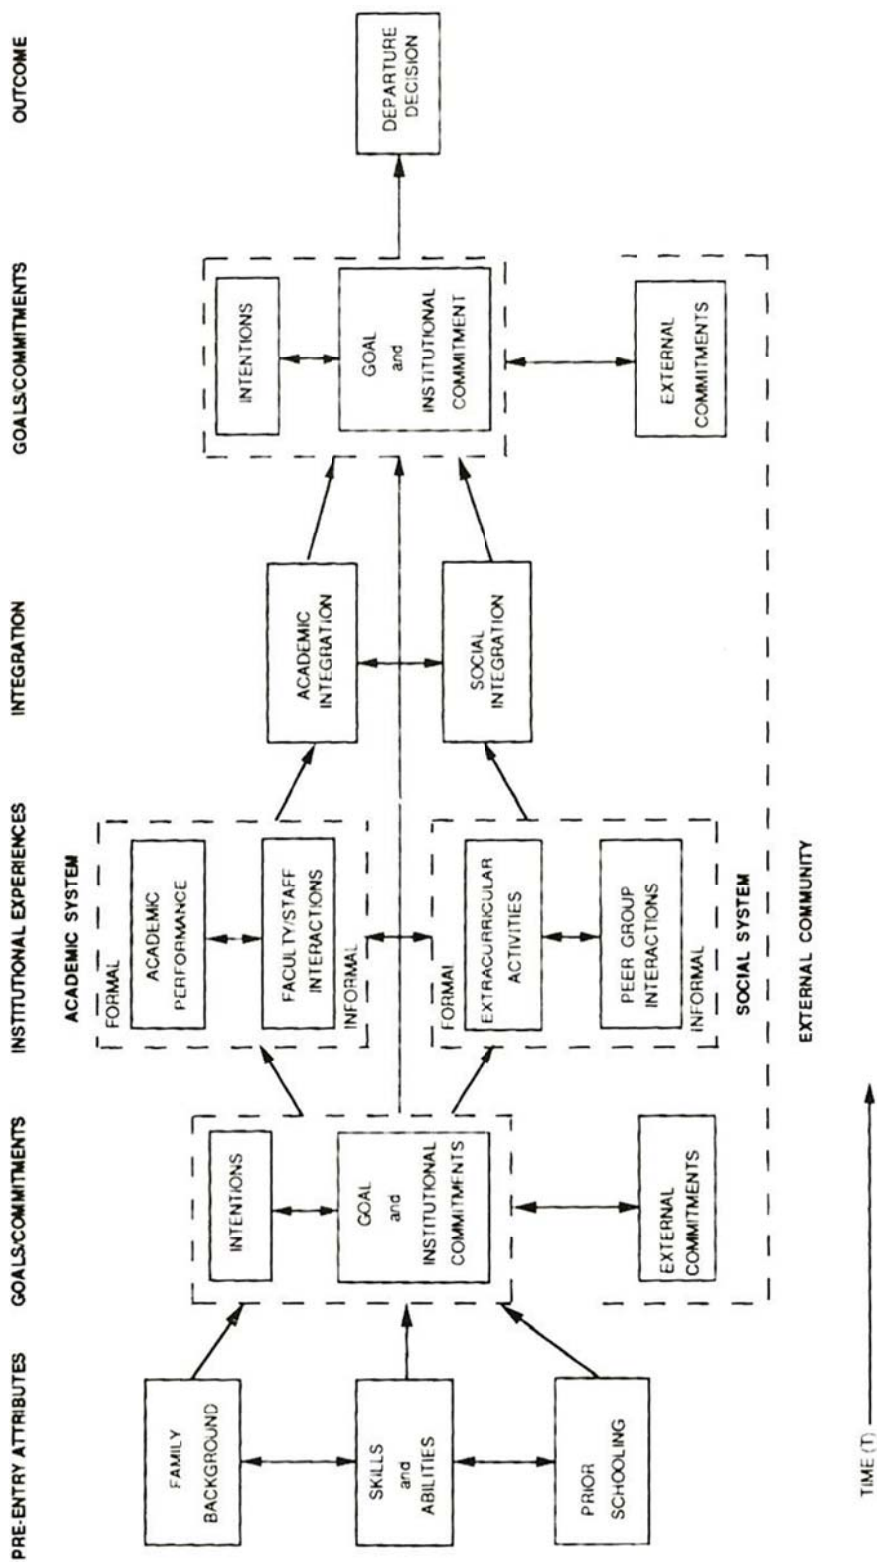 PRE-ENTRY ATTRIBUTES
GOALS/COMMITMENTS
INSTITUTIONAL EXPERIENCES
INTEGRATION
GOALS/COMMITMENTS
OUTCOME
FAMILY
BACKGROUND
SKILLS
and
ABILITIES
PRIOR
SCHOOLING
INTENTIONS
GOAL
and
INSTITUTIONAL
COMMITMENTS
EXTERNAL
COMMITMENTS
ACADEMIC SYSTEM
FORMAL
ACADEMIC
PERFORMANCE
FACULTY/STAFF
INTERACTIONS
INFORMAL
FORMAL
EXTRACURRICULAR
ACTIVITIES
PEER GROUP
INTERACTIONS
INFORMAL
SOCIAL SYSTEM
ACADEMIC
INTEGRATION
SOCIAL
INTEGRATION
INTENTIONS
GOAL
and
INSTITUTIONAL
COMMITMENT
EXTERNAL
COMMITMENTS
DEPARTURE
DECISION
EXTERNAL COMMUNITY
TIME (T)